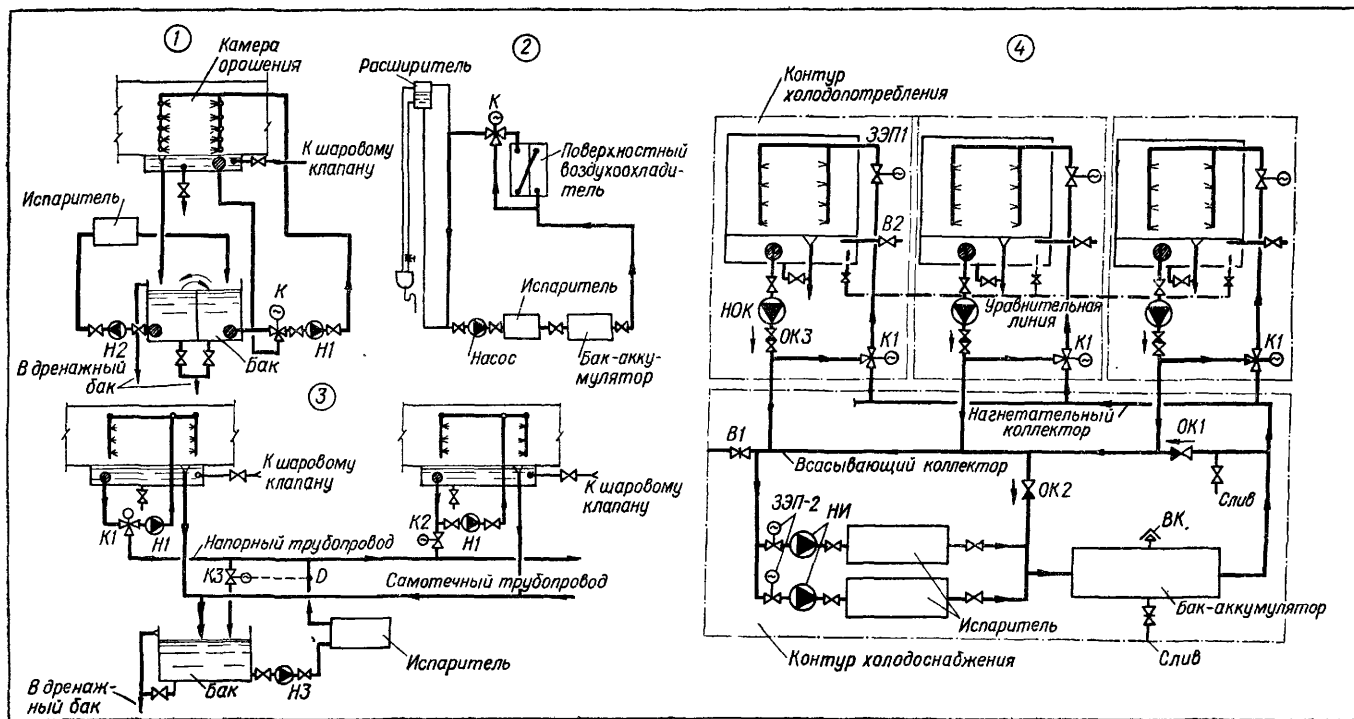 1
Камера
орошения
К шаровому
клапану
Испаритель
К
Н2
Н1
Бак
В дренажный
бак
2
Расширитель
К
Поверхностный
воздухоохлади-
тель
Испаритель
Насос
Бак-акку-
мулятор
3
К шаровому
клапану
К шаровому
клапану
К1
Н1
К2
Н1
Напорный трубопровод
К3
D
Самотечный трубопровод
Испаритель
В дренаж-
ный бак
Бак
Н3
4
Контур
холодопотребления
ЗЭП1
В2
НОК
Уравнительная
линия
ОК3
К1
К1
К1
Нагнетательный
коллектор
В1
ОК1
Всасывающий коллектор
ОК2
Слив
ЗЭП-2
НИ
ВК
Бак-аккумулятор
Испаритель
Контур холодоснабжения
Слив